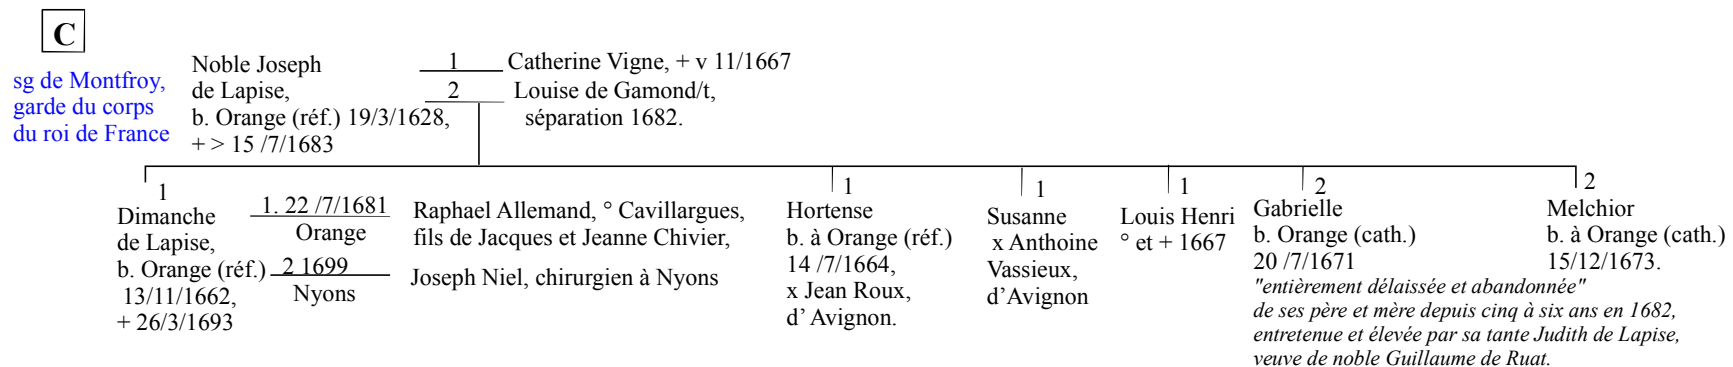 C
sg de Montfroy,
garde du corps
du roi de France
Noble Joseph
de Lapise,
b. Orange (réf.) 19/3/1628,
+ > 15 /7/1683
1
Catherine Vigne, + v 11/1667
2
Louise de Gamond/t,
séparation 1682.
1
Dimanche
de Lapise,
b. Orange (réf.)
13/11/1662,
+ 26/3/1693
1. 22 /7/1681
Orange
Raphael Allemand, ° Cavillargues,
fils de Jacques et Jeanne Chivier,
2 1699
Nyons
Joseph Niel, chirurgien à Nyons
1
Hortense
b. à Orange (réf.)
14 /7/1664,
x Jean Roux,
d’ Avignon.
1
Susanne
x Anthoine
Vassieux,
d’Avignon
1
Louis Henri
° et + 1667
2
Gabrielle
b. Orange (cath.)
20 /7/1671
"entièrement délaissée et abandonnée"
de ses père et mère depuis cinq à six ans en 1682,
entretenue et élevée par sa tante Judith de Lapise,
veuve de noble Guillaume de Ruat.
2
Melchior
b. à Orange (cath.)
15/12/1673.